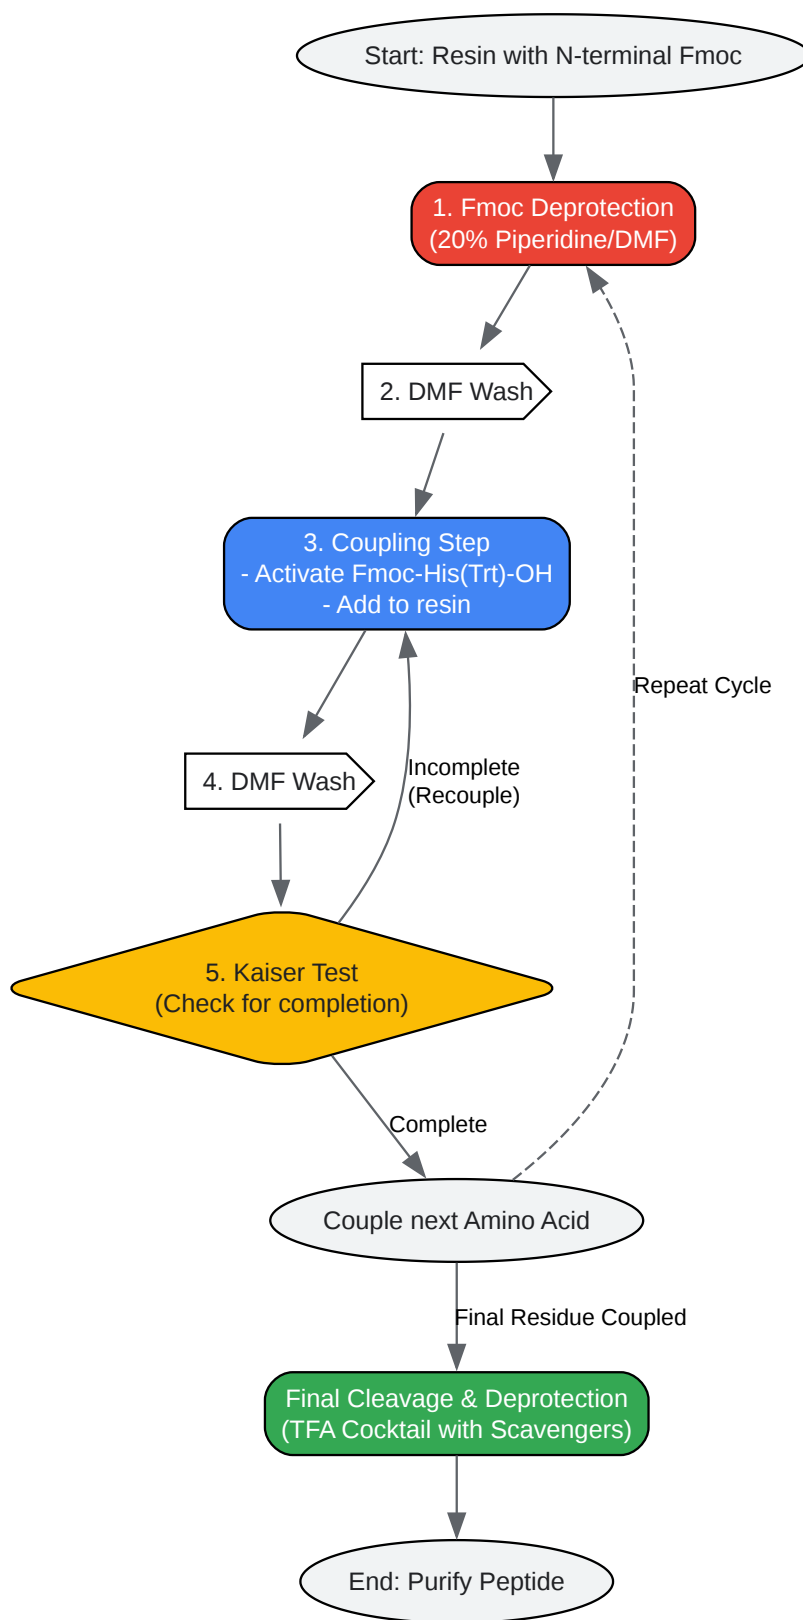 Start: Resin with N-terminal Fmoc
1. Fmoc Deprotection
(20% Piperidine/DMF)
2. DMF Wash
3. Coupling Step
- Activate Fmoc-His(Trt)-OH
- Add to resin
Repeat Cycle
4. DMF Wash
Incomplete
(Recouple)
5. Kaiser Test
(Check for completion)
Complete
Couple next Amino Acid
Final Residue Coupled
Final Cleavage & Deprotection
(TFA Cocktail with Scavengers)
End: Purify Peptide